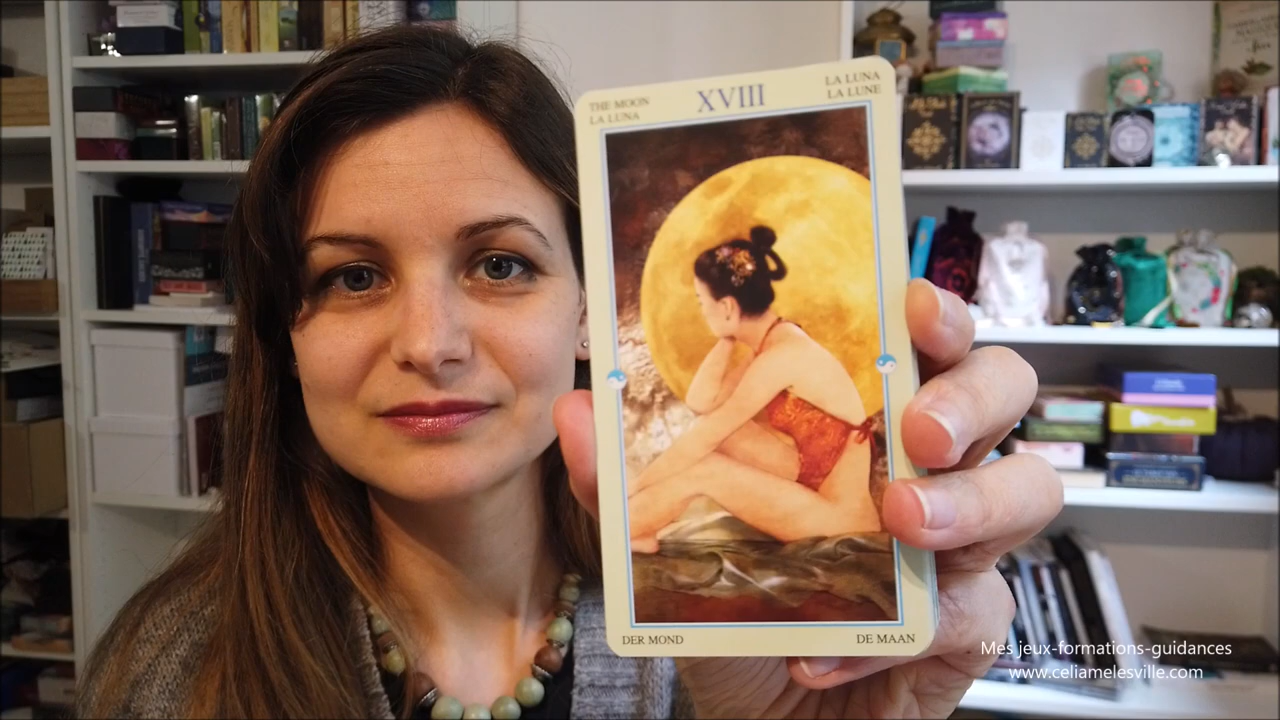 THE MOON
LA LUNA
XVIII
LA LUNA
LA LUNE
DER MOND
DE MAAN
Mes jeux-formations-guidances
www.celiamelesville.com